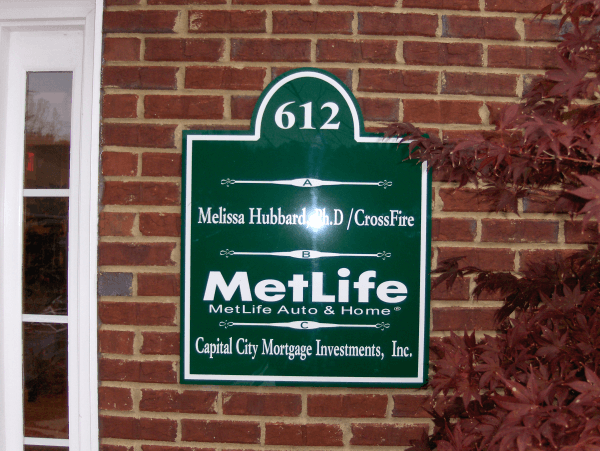 612
A
Melissa Hubbard, Ph.D /CrossFire
B
MetLife
MetLife Auto & Home®
C
Capital City Mortgage Investments, Inc.